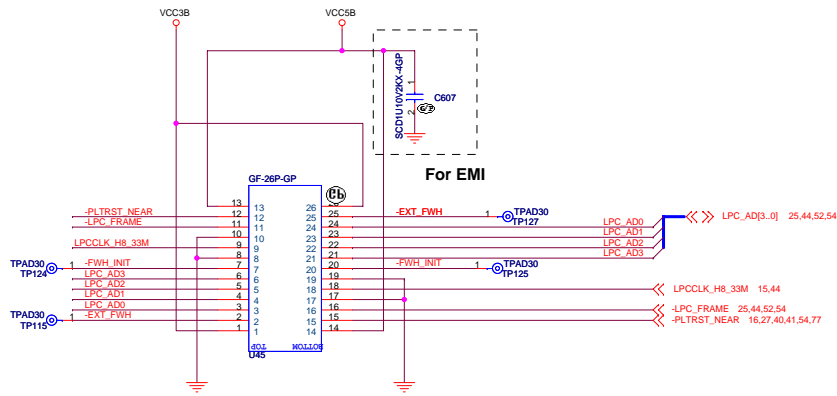 VCC3B
VCC5B
SCD1U10V2KX-4GP
1
2
C607
G/P
For EMI
GF-26P-GP
13 13 26
-PLTRST_NEAR 12 12 25 25 -EXT_FWH 1 TPAD30 TP127
-LPC_FRAME 11 11 24 24 LPC_AD0
10 10 23 23 LPC_AD1
LPCCLK_H8_33M 9 9 22 22 LPC_AD2
8 8 21 21 LPC_AD3
TPAD30 TP124 1 -FWH_INIT 7 7 20 20 -FWH_INIT 1 TPAD30 TP125
LPC_AD3 6 6 19 19
LPC_AD2 5 5 18 18 LPCCLK_H8_33M 15,44
LPC_AD1 4 4 17 17
LPC_AD0 3 3 16 16 -LPC_FRAME 25,44,52,54
TPAD30 TP115 1 -EXT_FWH 2 2 15 15 -PLTRST_NEAR 16,27,40,41,54,77
1 1 14 14
TOP BOTTOM
U45
LPC_AD[3..0] 25,44,52,54